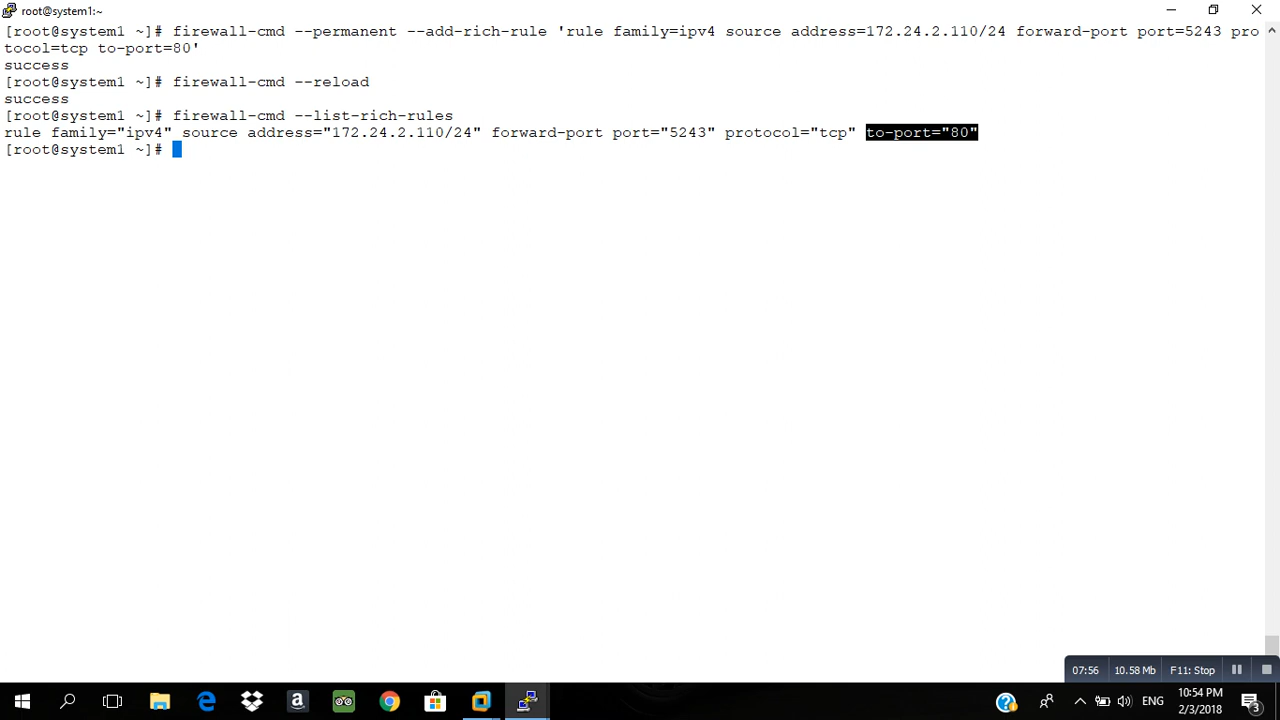 root@system1:~
[root@system1 ~]# firewall-cmd --permanent --add-rich-rule 'rule family=ipv4 source address=172.24.2.110/24 forward-port port=5243 pro
tocol=tcp to-port=80'
success
[root@system1 ~]# firewall-cmd --reload
success
[root@system1 ~]# firewall-cmd --list-rich-rules
rule family="ipv4" source address="172.24.2.110/24" forward-port port="5243" protocol="tcp" to-port="80"
[root@system1 ~]#
07:56 10.58 Mb F11: Stop
ENG
10:54 PM
2/3/2018
3